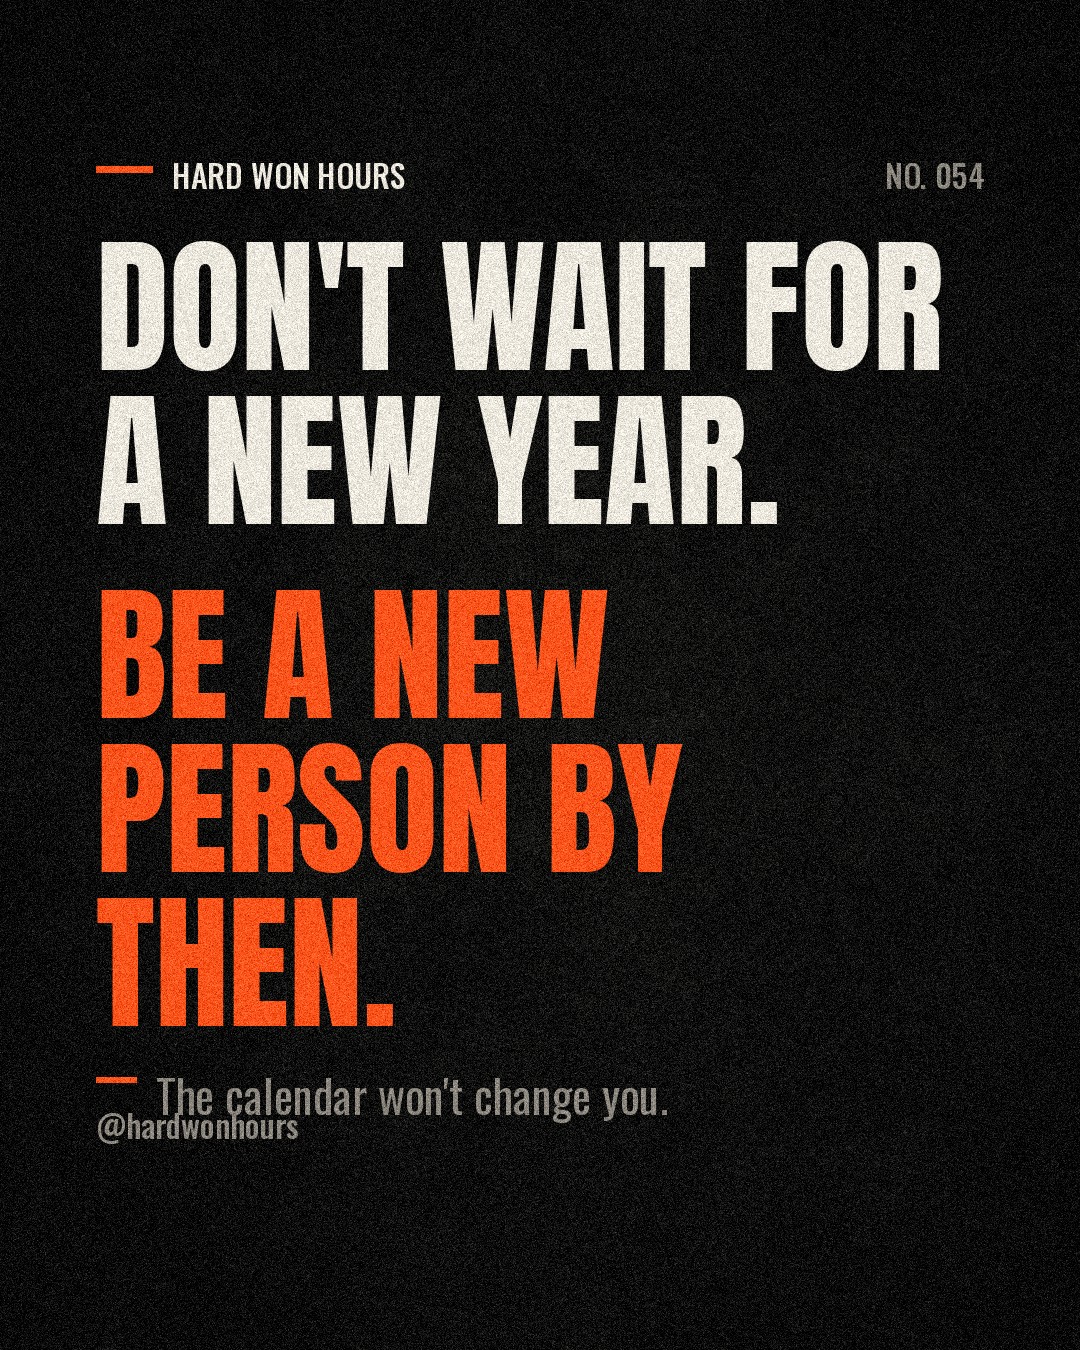 HARD WON HOURS
NO. 054
DON'T WAIT FOR
A NEW YEAR.
BE A NEW
PERSON BY
THEN.
The calendar won't change you.
@hardwonhours